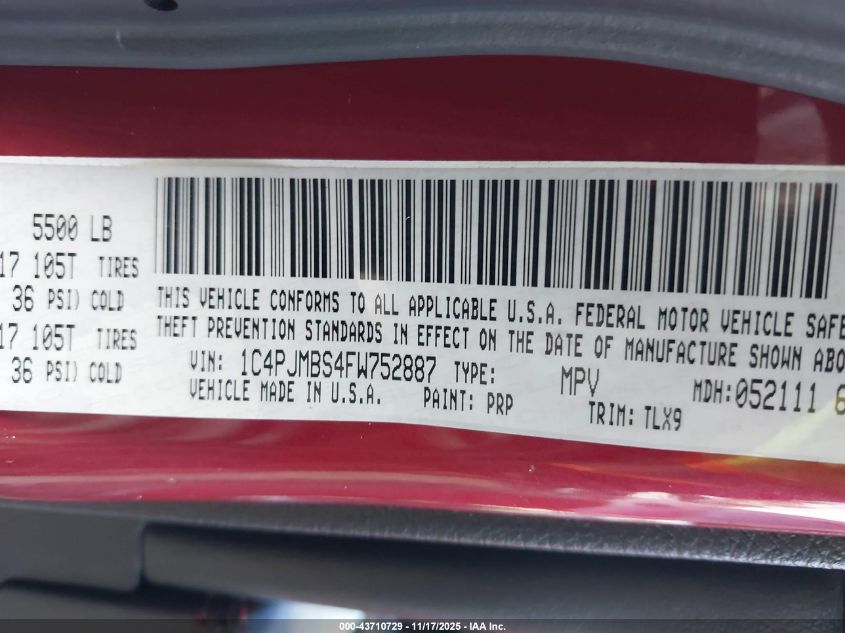 5500 LB
17 105T TIRES
36 PSI) COLD
17 105T TIRES
36 PSI) COLD
THIS VEHICLE CONFORMS TO ALL APPLICABLE U.S.A. FEDERAL MOTOR VEHICLE SAFE
THEFT PREVENTION STANDARDS IN EFFECT ON THE DATE OF MANUFACTURE SHOWN ABO
VIN: 1C4PJMBS4FW752887 TYPE: MPV MDH:052111 6
VEHICLE MADE IN U.S.A. PAINT: PRP TRIM: TLX9
000-43710729 - 11/17/2025 - IAA Inc.